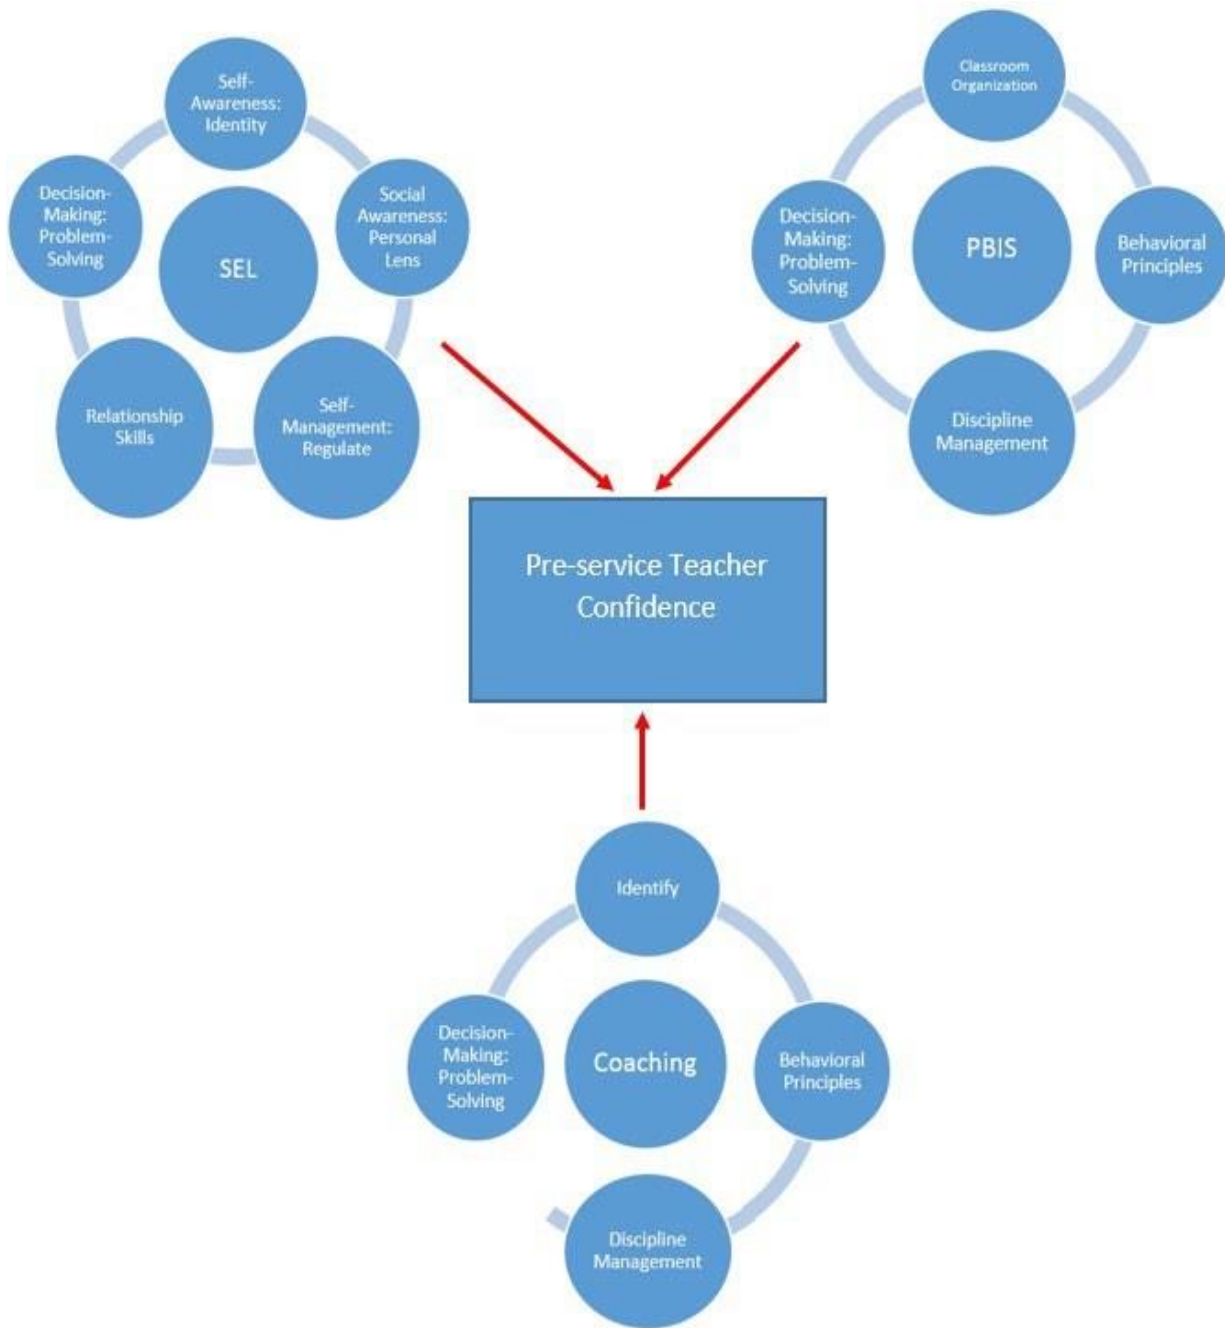 Self-
Awareness:
Identity
Social
Awareness:
Personal
Lens
Self-
Management:
Regulate
Relationship
Skills
Decision-
Making:
Problem-
Solving
SEL
Classroom
Organization
Behavioral
Principles
Discipline
Management
Decision-
Making:
Problem-
Solving
PBIS
Pre-service Teacher
Confidence
Identify
Behavioral
Principles
Discipline
Management
Decision-
Making:
Problem-
Solving
Coaching